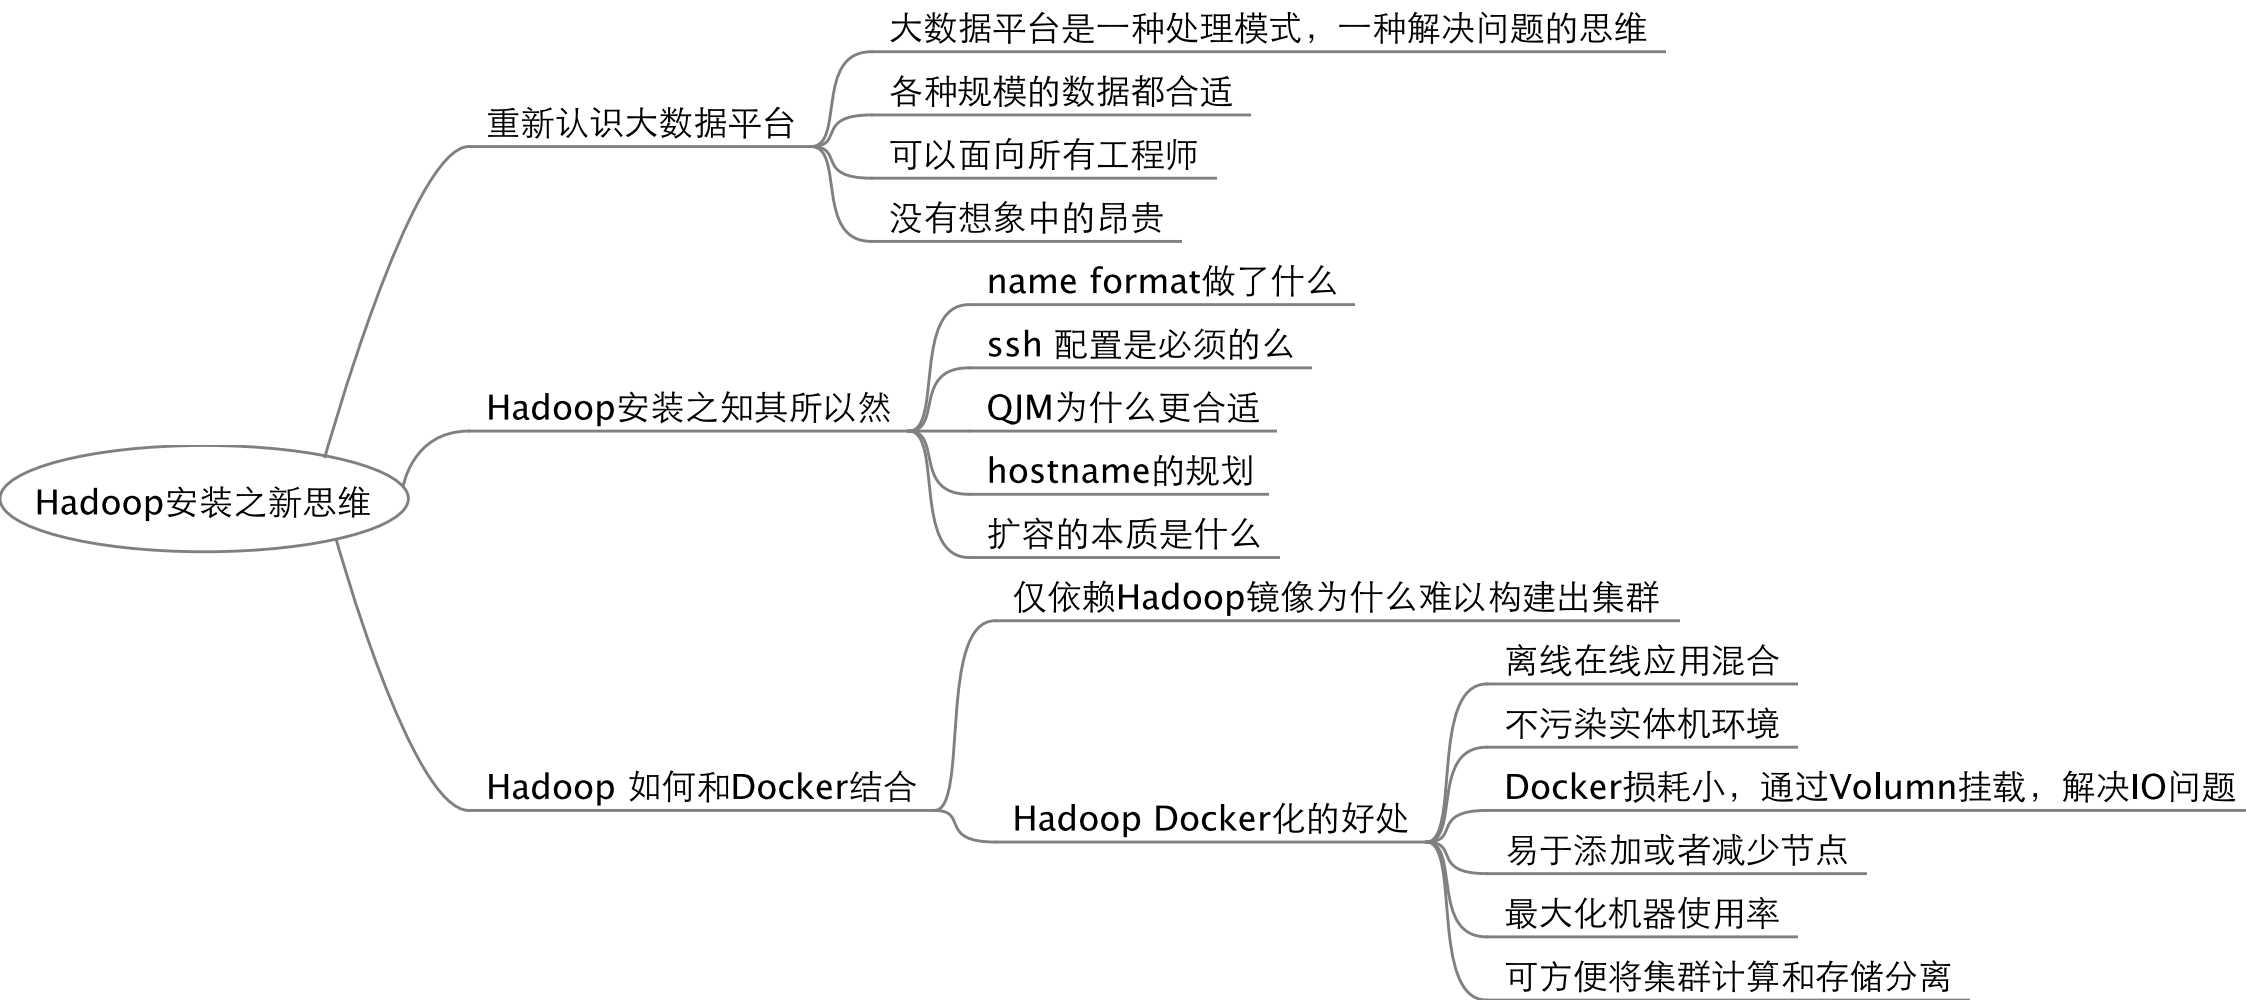 大数据平台是一种处理模式，一种解决问题的思维
各种规模的数据都合适
重新认识大数据平台
可以面向所有工程师
没有想象中的昂贵
name format做了什么
ssh 配置是必须的么
Hadoop安装之知其所以然
QJM为什么更合适
hostname的规划
Hadoop安装之新思维
扩容的本质是什么
仅依赖Hadoop镜像为什么难以构建出集群
离线在线应用混合
不污染实体机环境
Hadoop 如何和Docker结合
Docker损耗小，通过Volumn挂载，解决IO问题
Hadoop Docker化的好处
易于添加或者减少节点
最大化机器使用率
可方便将集群计算和存储分离